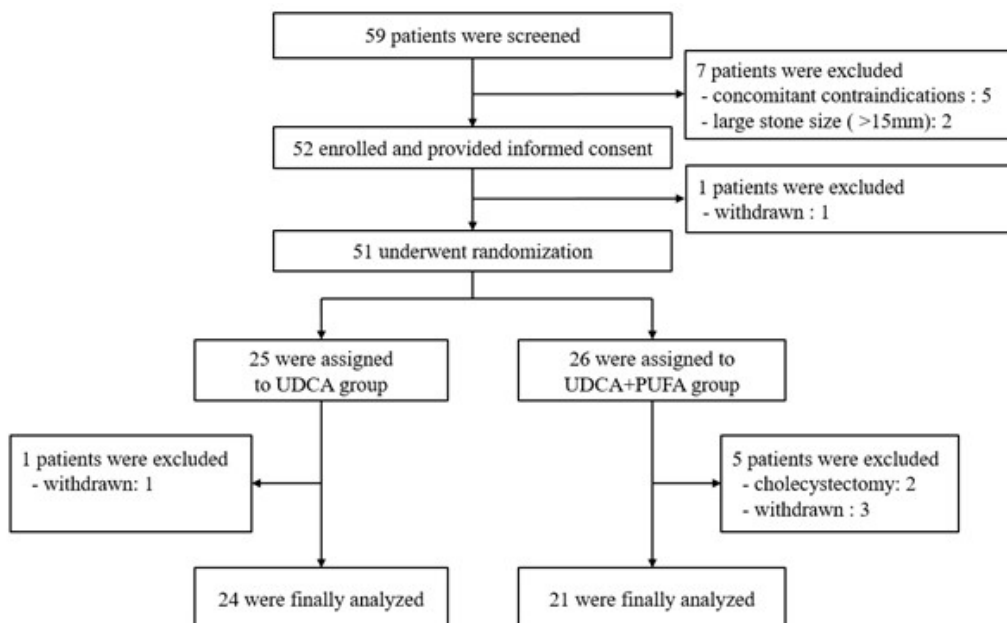 59 patients were screened
7 patients were excluded
- concomitant contraindications : 5
- large stone size ( >15mm): 2
52 enrolled and provided informed consent
1 patients were excluded
- withdrawn : 1
51 underwent randomization
25 were assigned
to UDCA group
26 were assigned to
UDCA+PUFA group
1 patients were excluded
- withdrawn: 1
5 patients were excluded
- cholecystectomy: 2
- withdrawn : 3
24 were finally analyzed
21 were finally analyzed